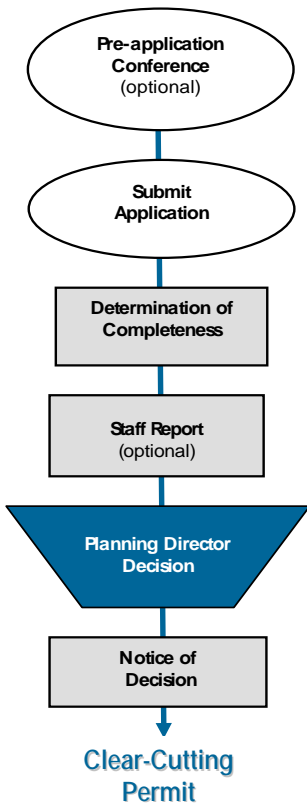 Pre-application
Conference
(optional)
Submit
Application
Determination of
Completeness
Staff Report
(optional)
Planning Director
Decision
Notice of
Decision
Clear-Cutting
Permit